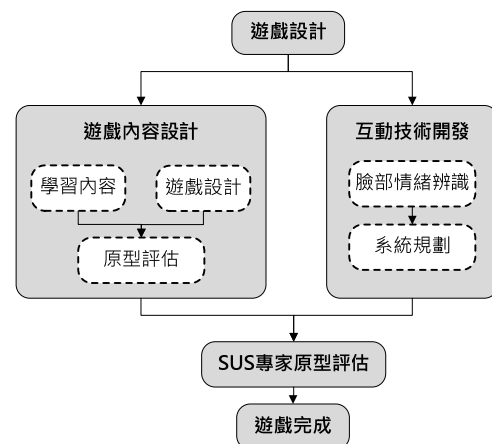 遊戲設計
遊戲內容設計
學習內容
遊戲設計
原型評估
互動技術開發
臉部情緒辨識
系統規劃
SUS專家原型評估
遊戲完成